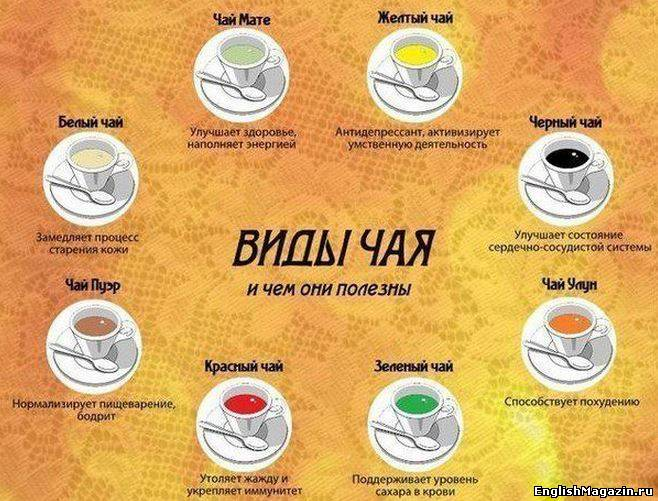 Чай Мате
Улучшает здоровье,
наполняет энергией
Желтый чай
Антидепрессант, активизирует
умственную деятельность
Белый чай
Замедляет процесс
старения кожи
Черный чай
Улучшает состояние
сердечно-сосудистой системы
ВИДЫ ЧАЯ
и чем они полезны
Чай Пуэр
Нормализирует пищеварение,
бодрит
Чай Улун
Способствует похудению
Красный чай
Утоляет жажду и
укрепляет иммунитет
Зеленый чай
Поддерживает уровень
сахара в крови
EnglishMagazin.ru